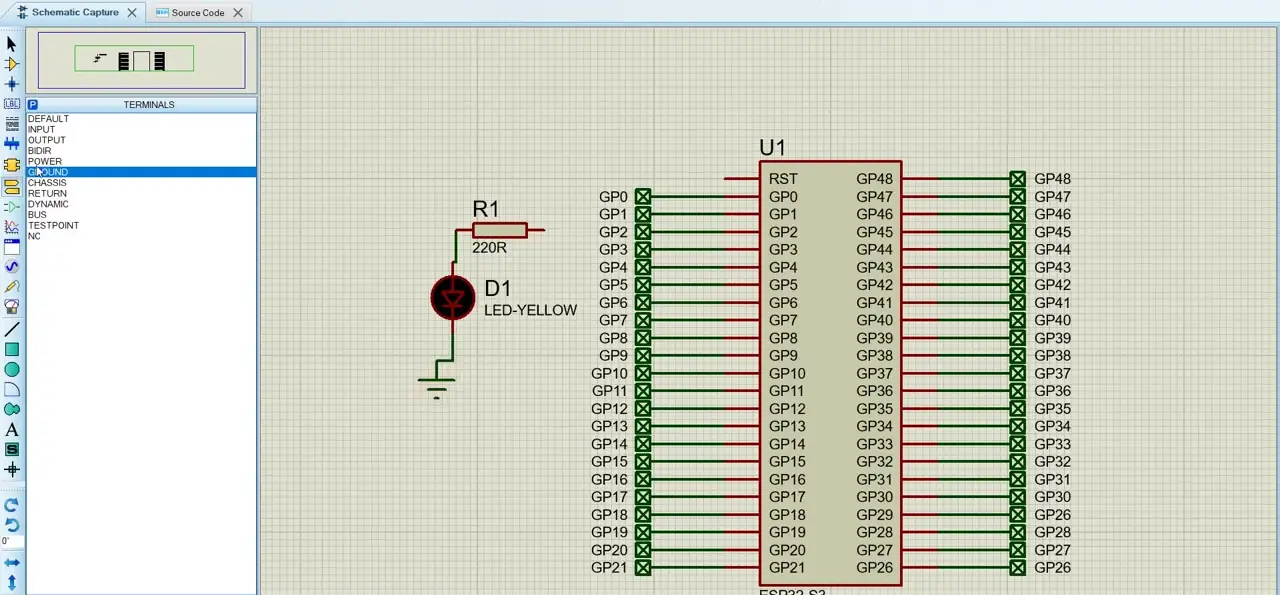 Schematic Capture Source Code
LBL
P TERMINALS
DEFAULT
INPUT
OUTPUT
BIDIR
POWER
GROUND
CHASSIS
RETURN
DYNAMIC
BUS
TESTPOINT
NC
A
S
0°
R1
220R
D1
LED-YELLOW
U1
RST GP48 GP48
GP0 GP0 GP47 GP47
GP1 GP1 GP46 GP46
GP2 GP2 GP45 GP45
GP3 GP3 GP44 GP44
GP4 GP4 GP43 GP43
GP5 GP5 GP42 GP42
GP6 GP6 GP41 GP41
GP7 GP7 GP40 GP40
GP8 GP8 GP39 GP39
GP9 GP9 GP38 GP38
GP10 GP10 GP37 GP37
GP11 GP11 GP36 GP36
GP12 GP12 GP35 GP35
GP13 GP13 GP34 GP34
GP14 GP14 GP33 GP33
GP15 GP15 GP32 GP32
GP16 GP16 GP31 GP31
GP17 GP17 GP30 GP30
GP18 GP18 GP29 GP26
GP19 GP19 GP28 GP28
GP20 GP20 GP27 GP27
GP21 GP21 GP26 GP26
ESP32-S3